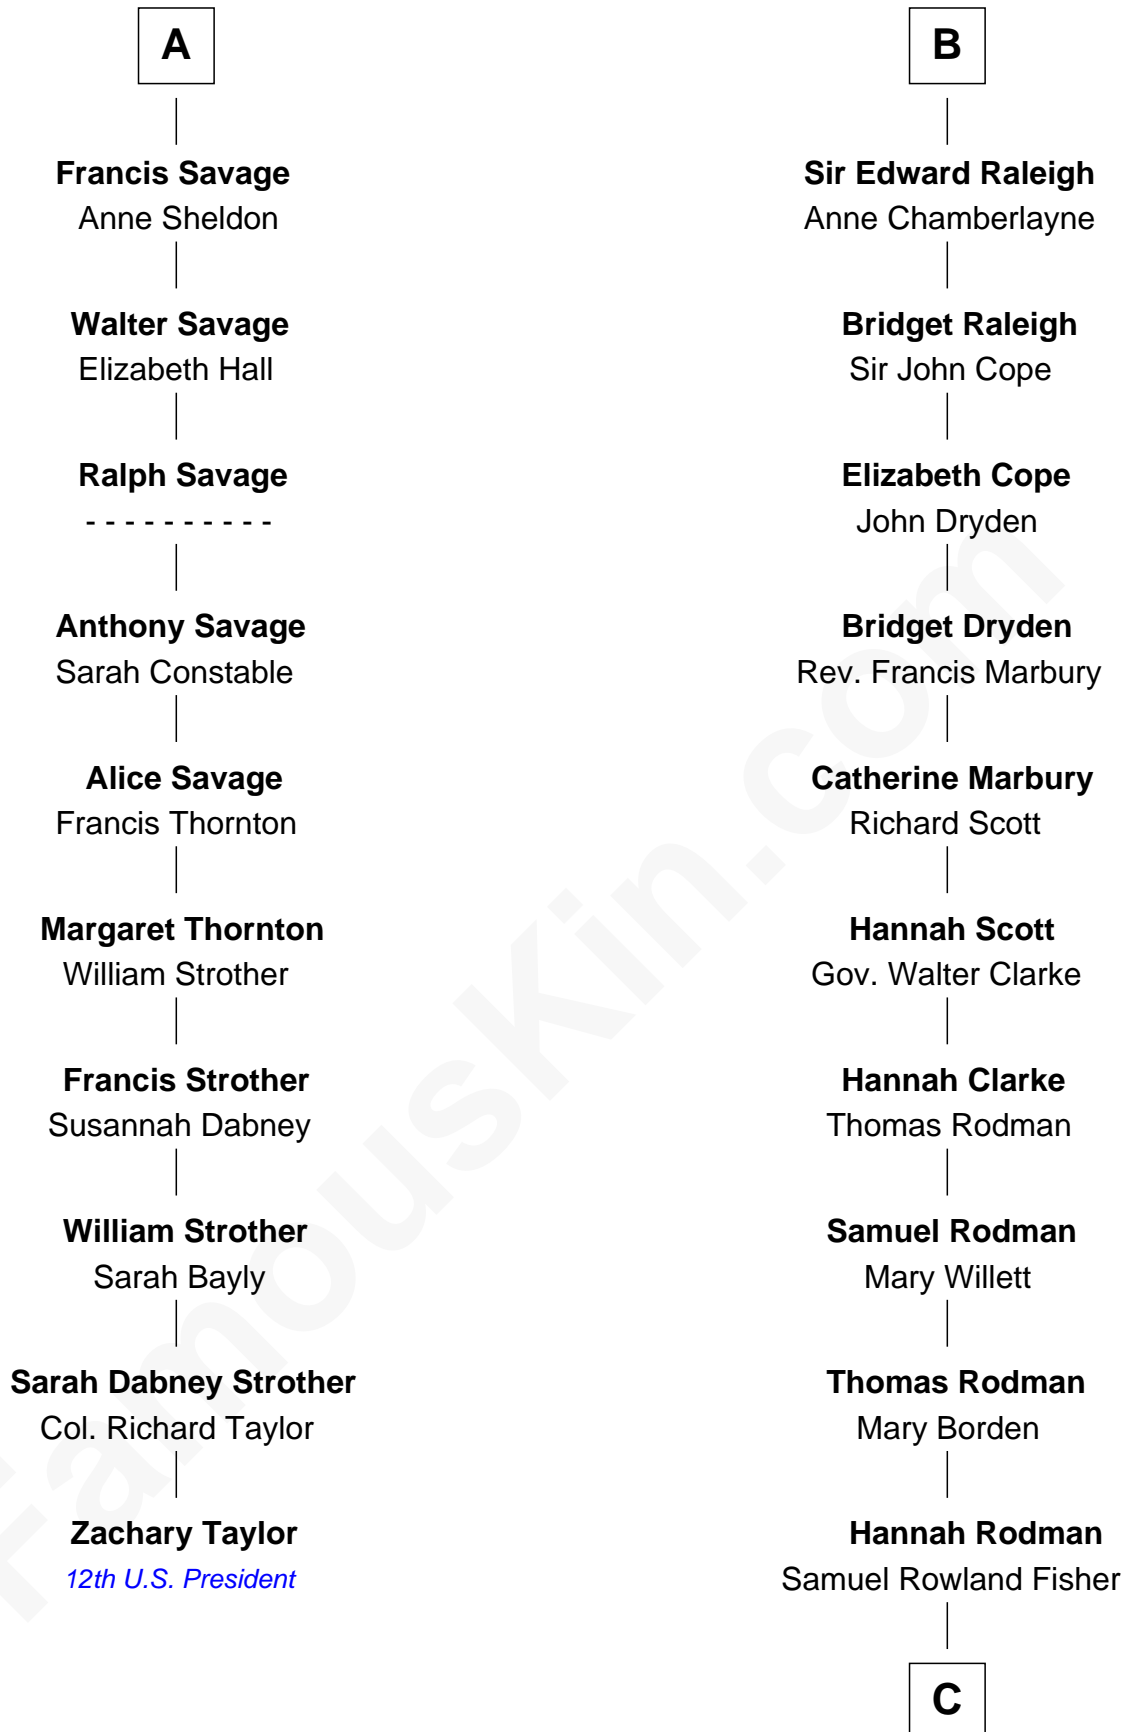 A
Francis Savage
Anne Sheldon
Walter Savage
Elizabeth Hall
Ralph Savage
- - - - - - - - - -
Anthony Savage
Sarah Constable
Alice Savage
Francis Thornton
Margaret Thornton
William Strother
Francis Strother
Susannah Dabney
William Strother
Sarah Bayly
Sarah Dabney Strother
Col. Richard Taylor
Zachary Taylor
12th U.S. President
B
Sir Edward Raleigh
Anne Chamberlayne
Bridget Raleigh
Sir John Cope
Elizabeth Cope
John Dryden
Bridget Dryden
Rev. Francis Marbury
Catherine Marbury
Richard Scott
Hannah Scott
Gov. Walter Clarke
Hannah Clarke
Thomas Rodman
Samuel Rodman
Mary Willett
Thomas Rodman
Mary Borden
Hannah Rodman
Samuel Rowland Fisher
C
FamousKin.com